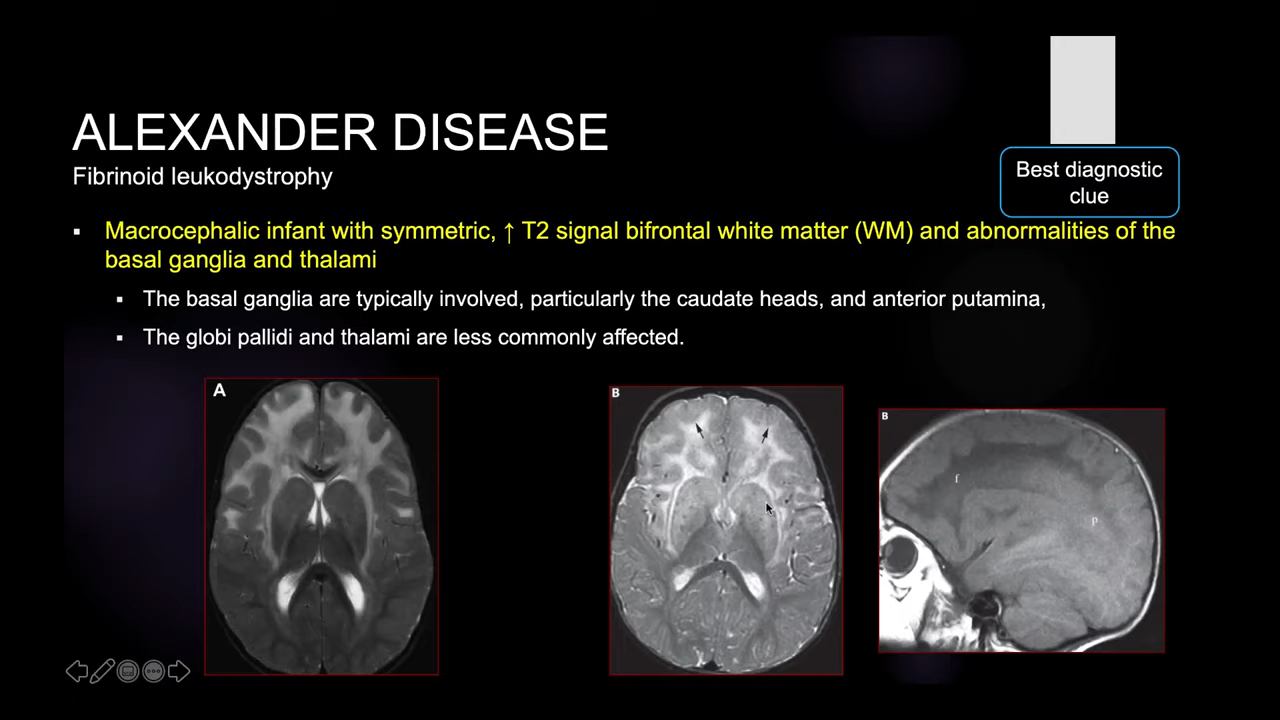 ALEXANDER DISEASE
Fibrinoid leukodystrophy
Best diagnostic
clue
▪ Macrocephalic infant with symmetric, ↑ T2 signal bifrontal white matter (WM) and abnormalities of the
basal ganglia and thalami
▪ The basal ganglia are typically involved, particularly the caudate heads, and anterior putamina,
▪ The globi pallidi and thalami are less commonly affected.
A
B
B
f
p